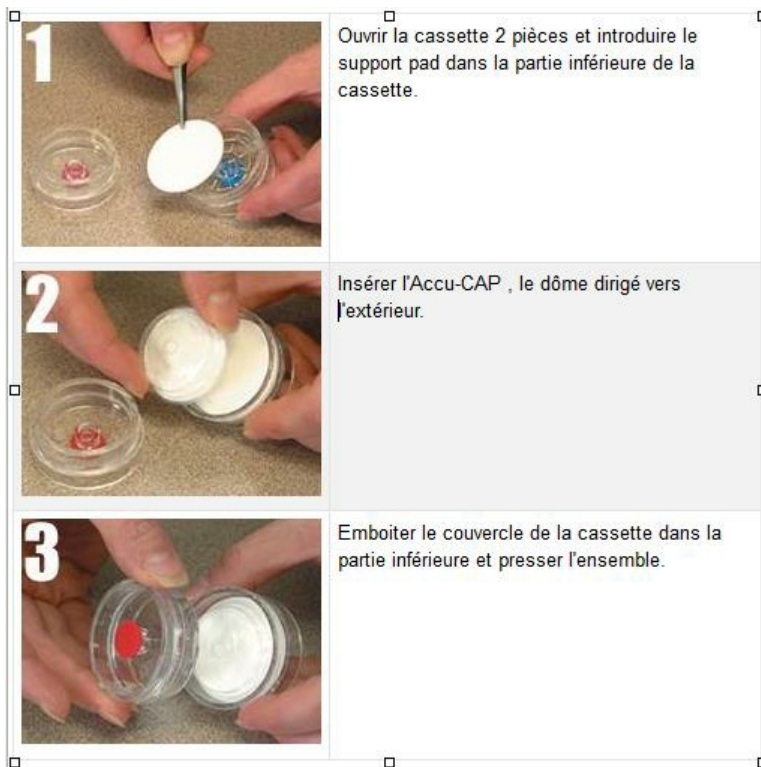 1
Ouvrir la cassette 2 pièces et introduire le
support pad dans la partie inférieure de la
cassette.
2
Insérer l'Accu-CAP , le dôme dirigé vers
l'extérieur.
3
Emboiter le couvercle de la cassette dans la
partie inférieure et presser l'ensemble.